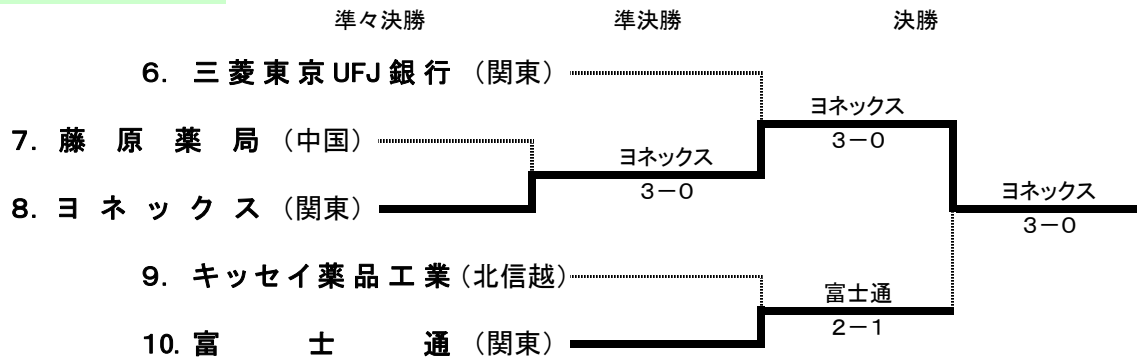 準々決勝 準決勝 決勝
6. 三菱東京UFJ銀行 (関東)
ヨネックス
3-0
7. 藤原薬局 (中国)
ヨネックス
3-0
8. ヨネックス (関東)
ヨネックス
3-0
9. キッセイ薬品工業 (北信越)
富士通
2-1
10. 富士通 (関東)